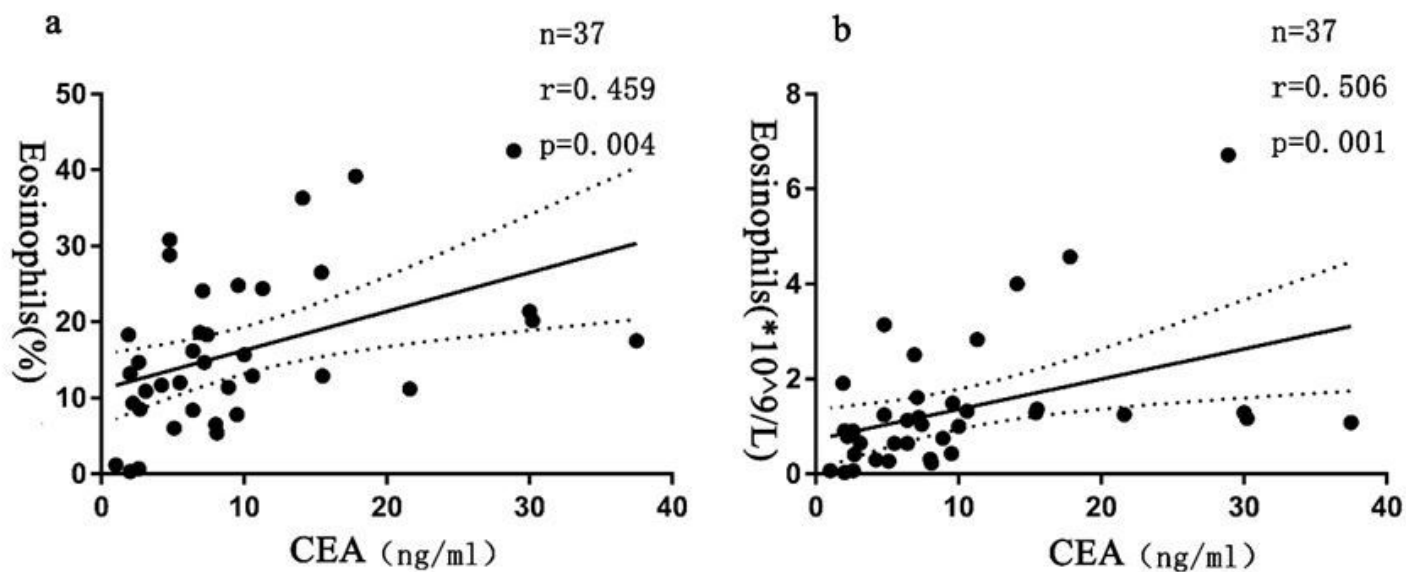 a
n=37
r=0.459
p=0.004
50
40
30
20
10
0
Eosinophils(%)
0 10 20 30 40
CEA (ng/ml)
b
n=37
r=0.506
p=0.001
8
6
4
2
0
Eosinophils(*10^9/L)
0 10 20 30 40
CEA (ng/ml)